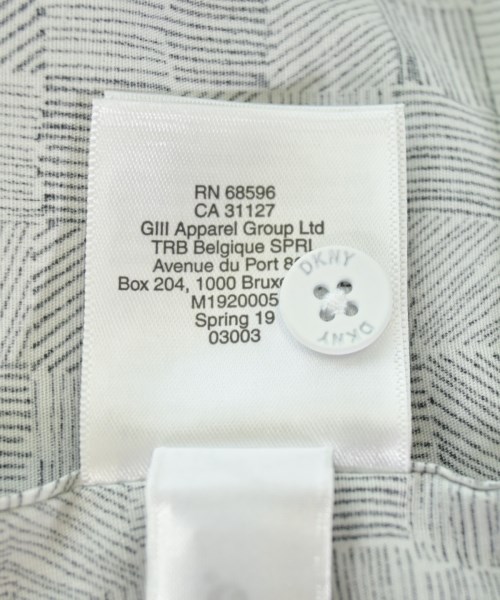 RN 68596
CA 31127
GIII Apparel Group Ltd
TRB Belgique SPRL
Avenue du Port
Box 204, 1000
M1920005
Spring 19
03003
DKNY
DKNY